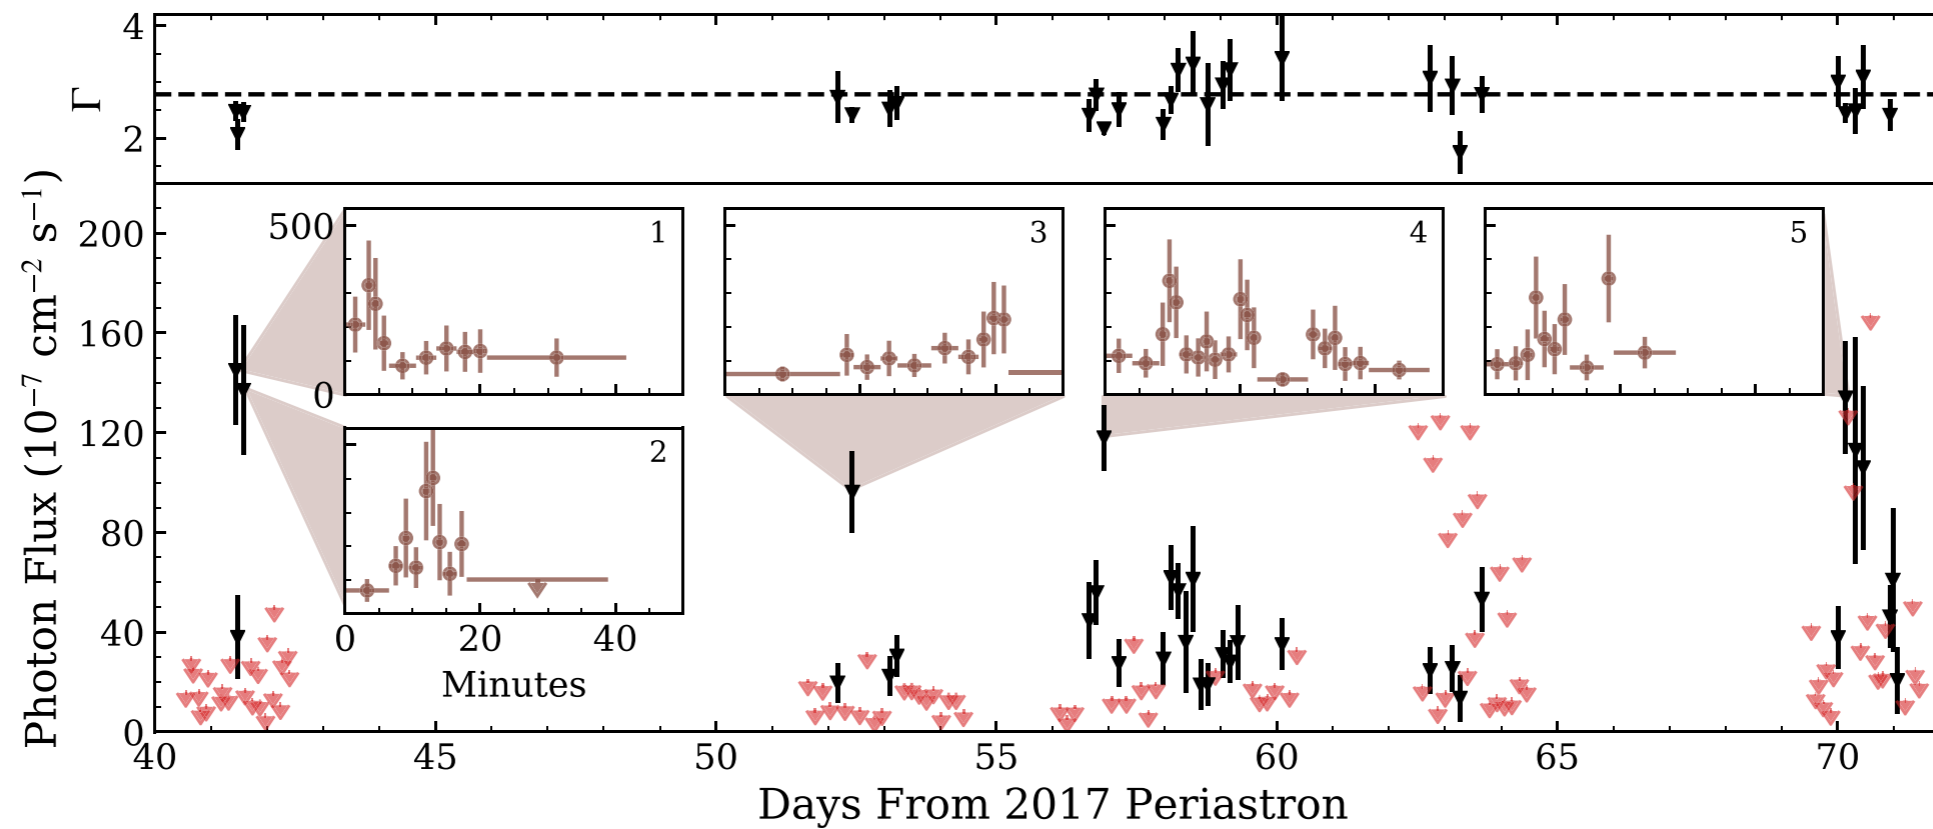 4
Γ
2
Photon Flux (10⁻⁷ cm⁻² s⁻¹)
200
160
120
80
40
0
500
0
1
3
4
5
2
0 20 40
Minutes
40 45 50 55 60 65 70
Days From 2017 Periastron